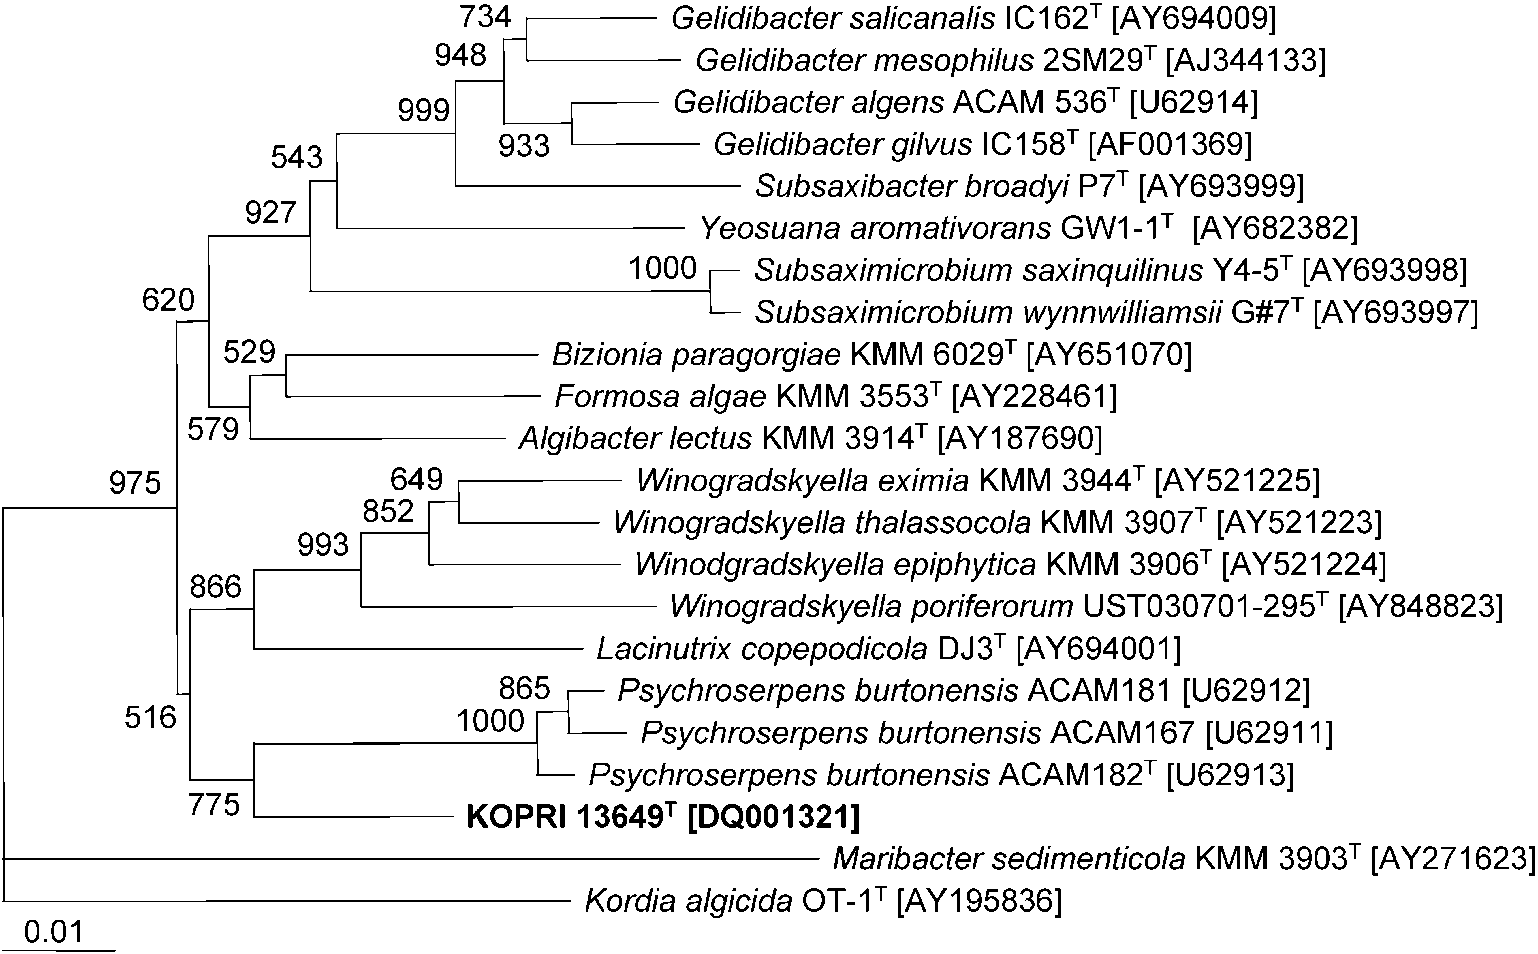 734
Gelidibacter salicanalis IC162T [AY694009]
948
Gelidibacter mesophilus 2SM29T [AJ344133]
999
Gelidibacter algens ACAM 536T [U62914]
933
Gelidibacter gilvus IC158T [AF001369]
543
Subsaxibacter broadyi P7T [AY693999]
927
Yeosuana aromativorans GW1-1T [AY682382]
1000
Subsaximicrobium saxinquilinus Y4-5T [AY693998]
620
Subsaximicrobium wynnwilliamsii G#7T [AY693997]
529
Bizionia paragorgiae KMM 6029T [AY651070]
Formosa algae KMM 3553T [AY228461]
579
Algibacter lectus KMM 3914T [AY187690]
975
649
Winogradskyella eximia KMM 3944T [AY521225]
852
Winogradskyella thalassocola KMM 3907T [AY521223]
993
Winodgradskyella epiphytica KMM 3906T [AY521224]
866
Winogradskyella poriferorum UST030701-295T [AY848823]
Lacinutrix copepodicola DJ3T [AY694001]
865
Psychroserpens burtonensis ACAM181 [U62912]
516
1000
Psychroserpens burtonensis ACAM167 [U62911]
Psychroserpens burtonensis ACAM182T [U62913]
775
KOPRI 13649T [DQ001321]
Maribacter sedimenticola KMM 3903T [AY271623]
Kordia algicida OT-1T [AY195836]
0.01